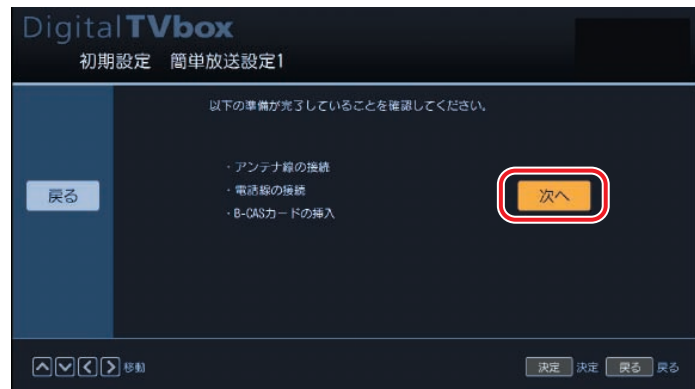 Digital TVbox
初期設定 簡単放送設定1
以下の準備が完了していることを確認してください。
・アンテナ線の接続
・電話線の接続
・B-CASカードの挿入
戻る
次へ
移動
決定 決定 戻る 戻る